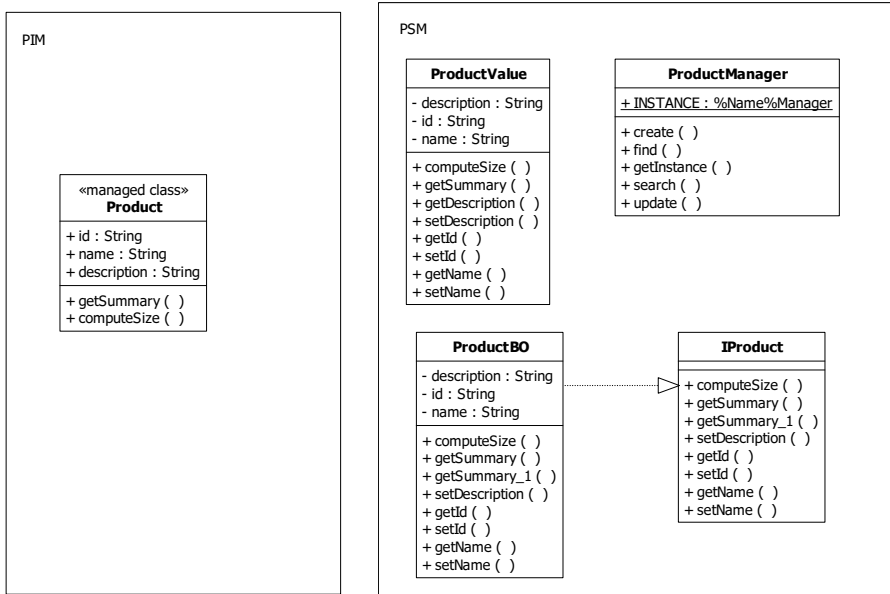 PIM
«managed class»
Product
+ id : String
+ name : String
+ description : String
+ getSummary ( )
+ computeSize ( )
PSM
ProductValue
- description : String
- id : String
- name : String
+ computeSize ( )
+ getSummary ( )
+ getDescription ( )
+ setDescription ( )
+ getId ( )
+ setId ( )
+ getName ( )
+ setName ( )
ProductManager
+ INSTANCE : %Name%Manager
+ create ( )
+ find ( )
+ getInstance ( )
+ search ( )
+ update ( )
ProductBO
- description : String
- id : String
- name : String
+ computeSize ( )
+ getSummary ( )
+ getSummary_1 ( )
+ setDescription ( )
+ getId ( )
+ setId ( )
+ getName ( )
+ setName ( )
IProduct
+ computeSize ( )
+ getSummary ( )
+ getSummary_1 ( )
+ setDescription ( )
+ getId ( )
+ setId ( )
+ getName ( )
+ setName ( )